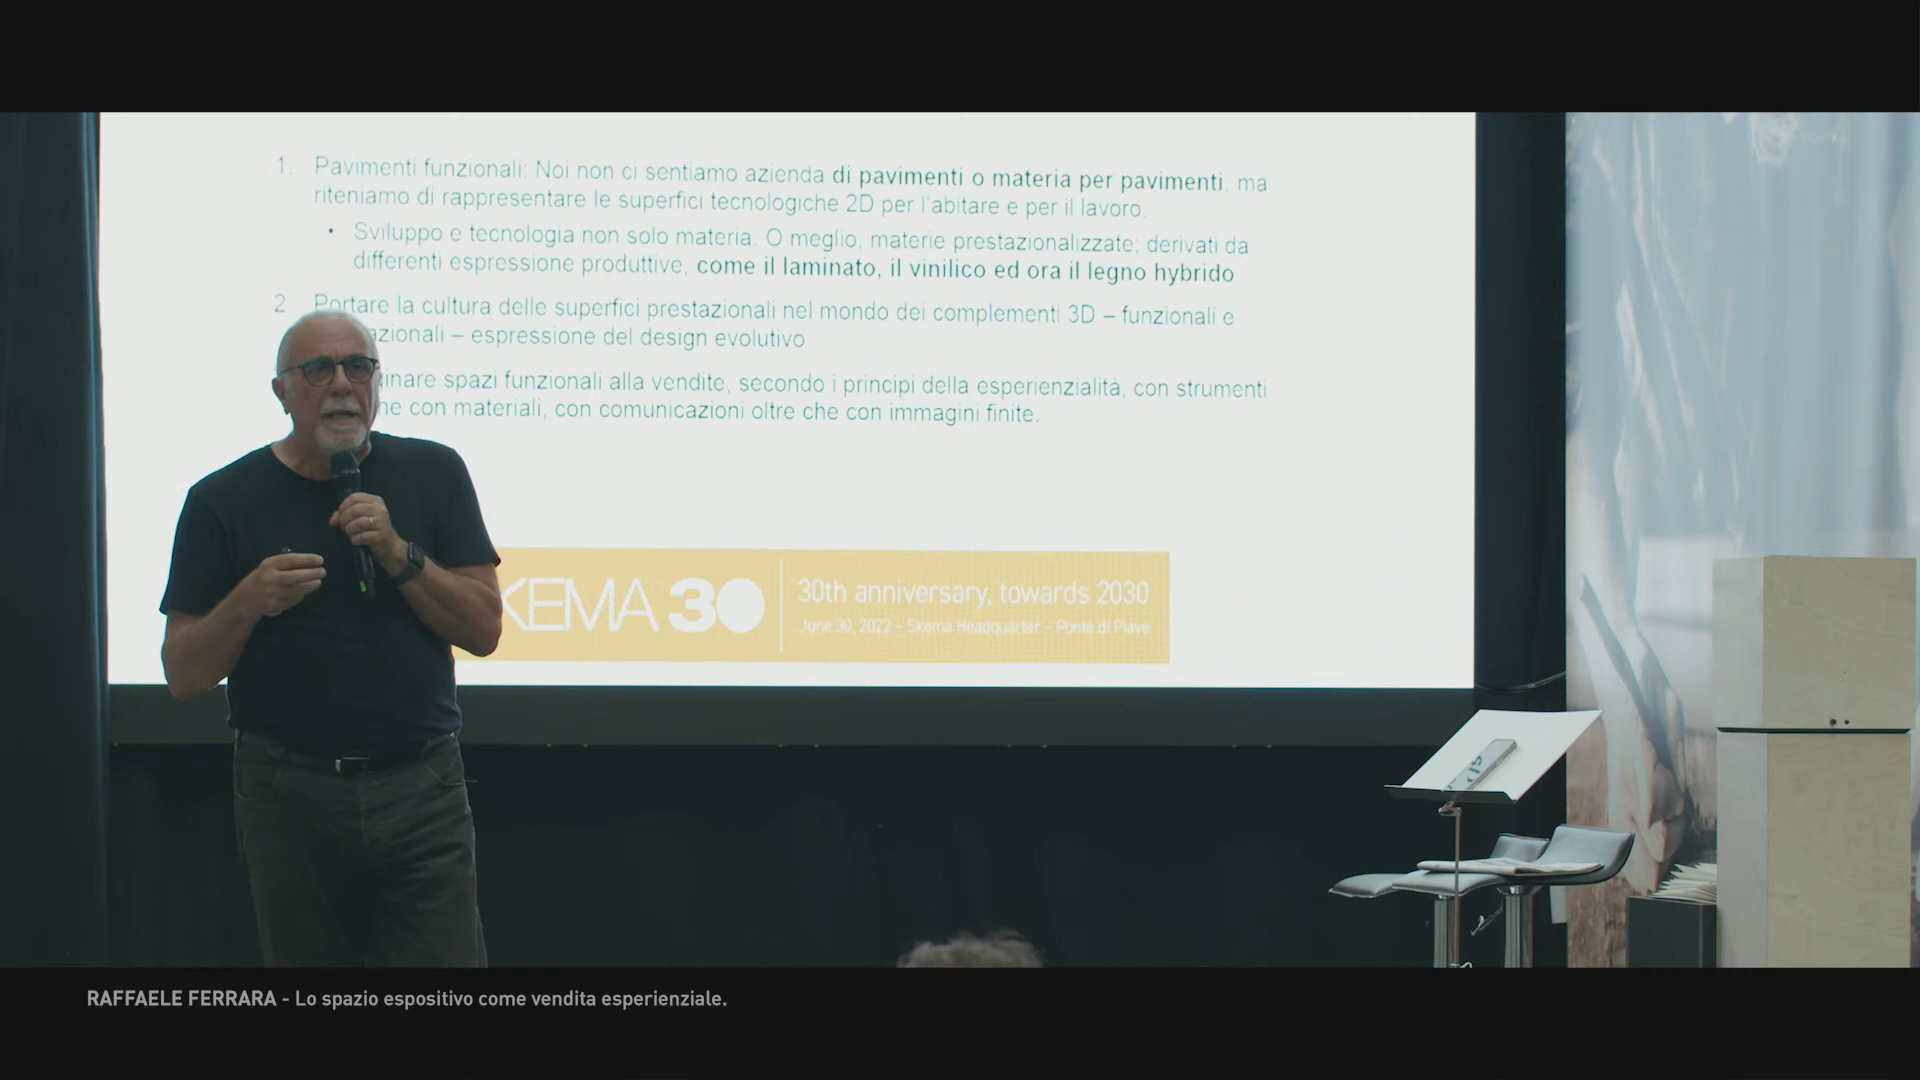 1. Pavimenti funzionali: Noi non ci sentiamo azienda di pavimenti o materia per pavimenti, ma
riteniamo di rappresentare le superfici tecnologiche 2D per l'abitare e per il lavoro.
• Sviluppo e tecnologia non solo materia. O meglio, materie prestazionalizzate; derivati da
differenti espressione produttive, come il laminato, il vinilico ed ora il legno hybrido
2 Portare la cultura delle superfici prestazionali nel mondo dei complementi 3D – funzionali e
azionali – espressione del design evolutivo
inare spazi funzionali alla vendite, secondo i principi della esperienzialità, con strumenti
he con materiali, con comunicazioni oltre che con immagini finite.
KEMA 30
30th anniversary, towards 2030
June 30, 2022 - Skema Headquarter - Ponte di Piave
RAFFAELE FERRARA - Lo spazio espositivo come vendita esperienziale.